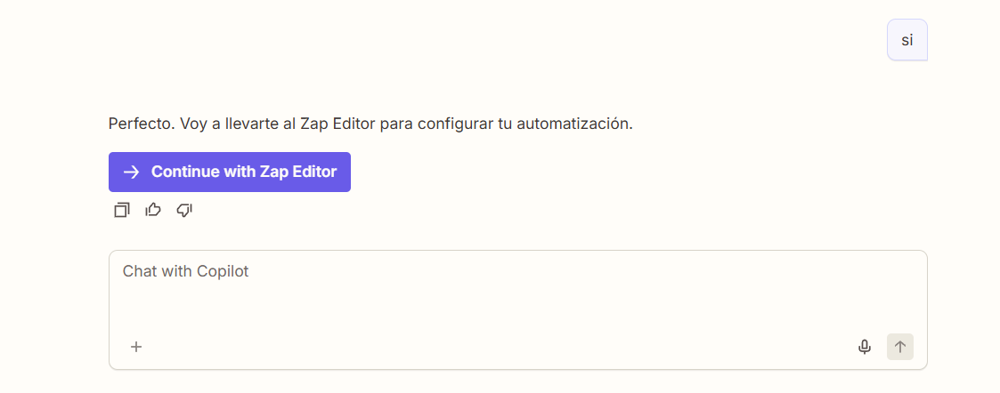 si
Perfecto. Voy a llevarte al Zap Editor para configurar tu automatización.
Continue with Zap Editor
Chat with Copilot